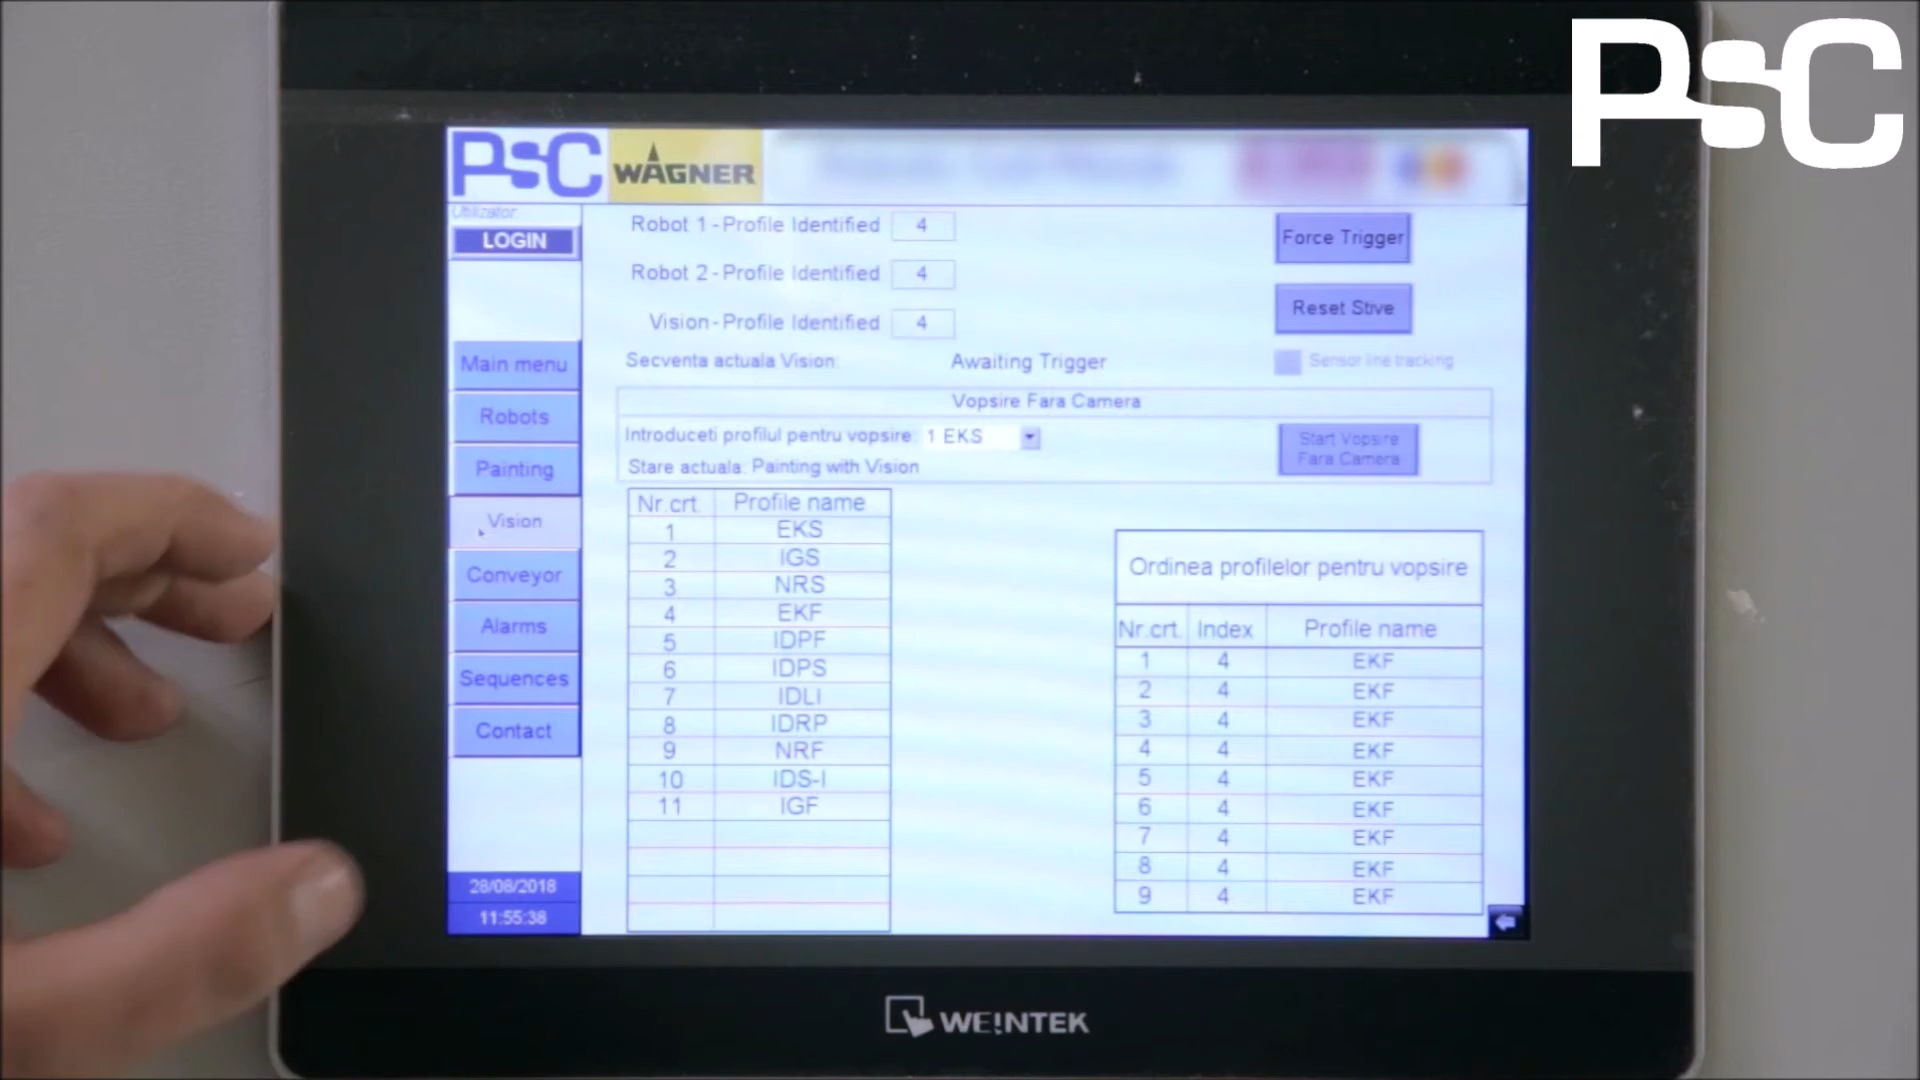 PSC
PSC WAGNER
Utilizator
LOGIN
Main menu
Robots
Painting
Vision
Conveyor
Alarms
Sequences
Contact
28/08/2018
11:55:38
Robot 1 - Profile Identified 4
Robot 2 - Profile Identified 4
Vision - Profile Identified 4
Force Trigger
Reset Stive
Secventa actuala Vision: Awaiting Trigger
Sensor line tracking
Vopsire Fara Camera
Introduceti profilul pentru vopsire: 1 EKS
Start Vopsire
Fara Camera
Stare actuala: Painting with Vision
Nr.crt. Profile name
1 EKS
2 IGS
3 NRS
4 EKF
5 IDPF
6 IDPS
7 IDLI
8 IDRP
9 NRF
10 IDS-I
11 IGF
Ordinea profilelor pentru vopsire
Nr.crt. Index Profile name
1 4 EKF
2 4 EKF
3 4 EKF
4 4 EKF
5 4 EKF
6 4 EKF
7 4 EKF
8 4 EKF
9 4 EKF
WEINTEK